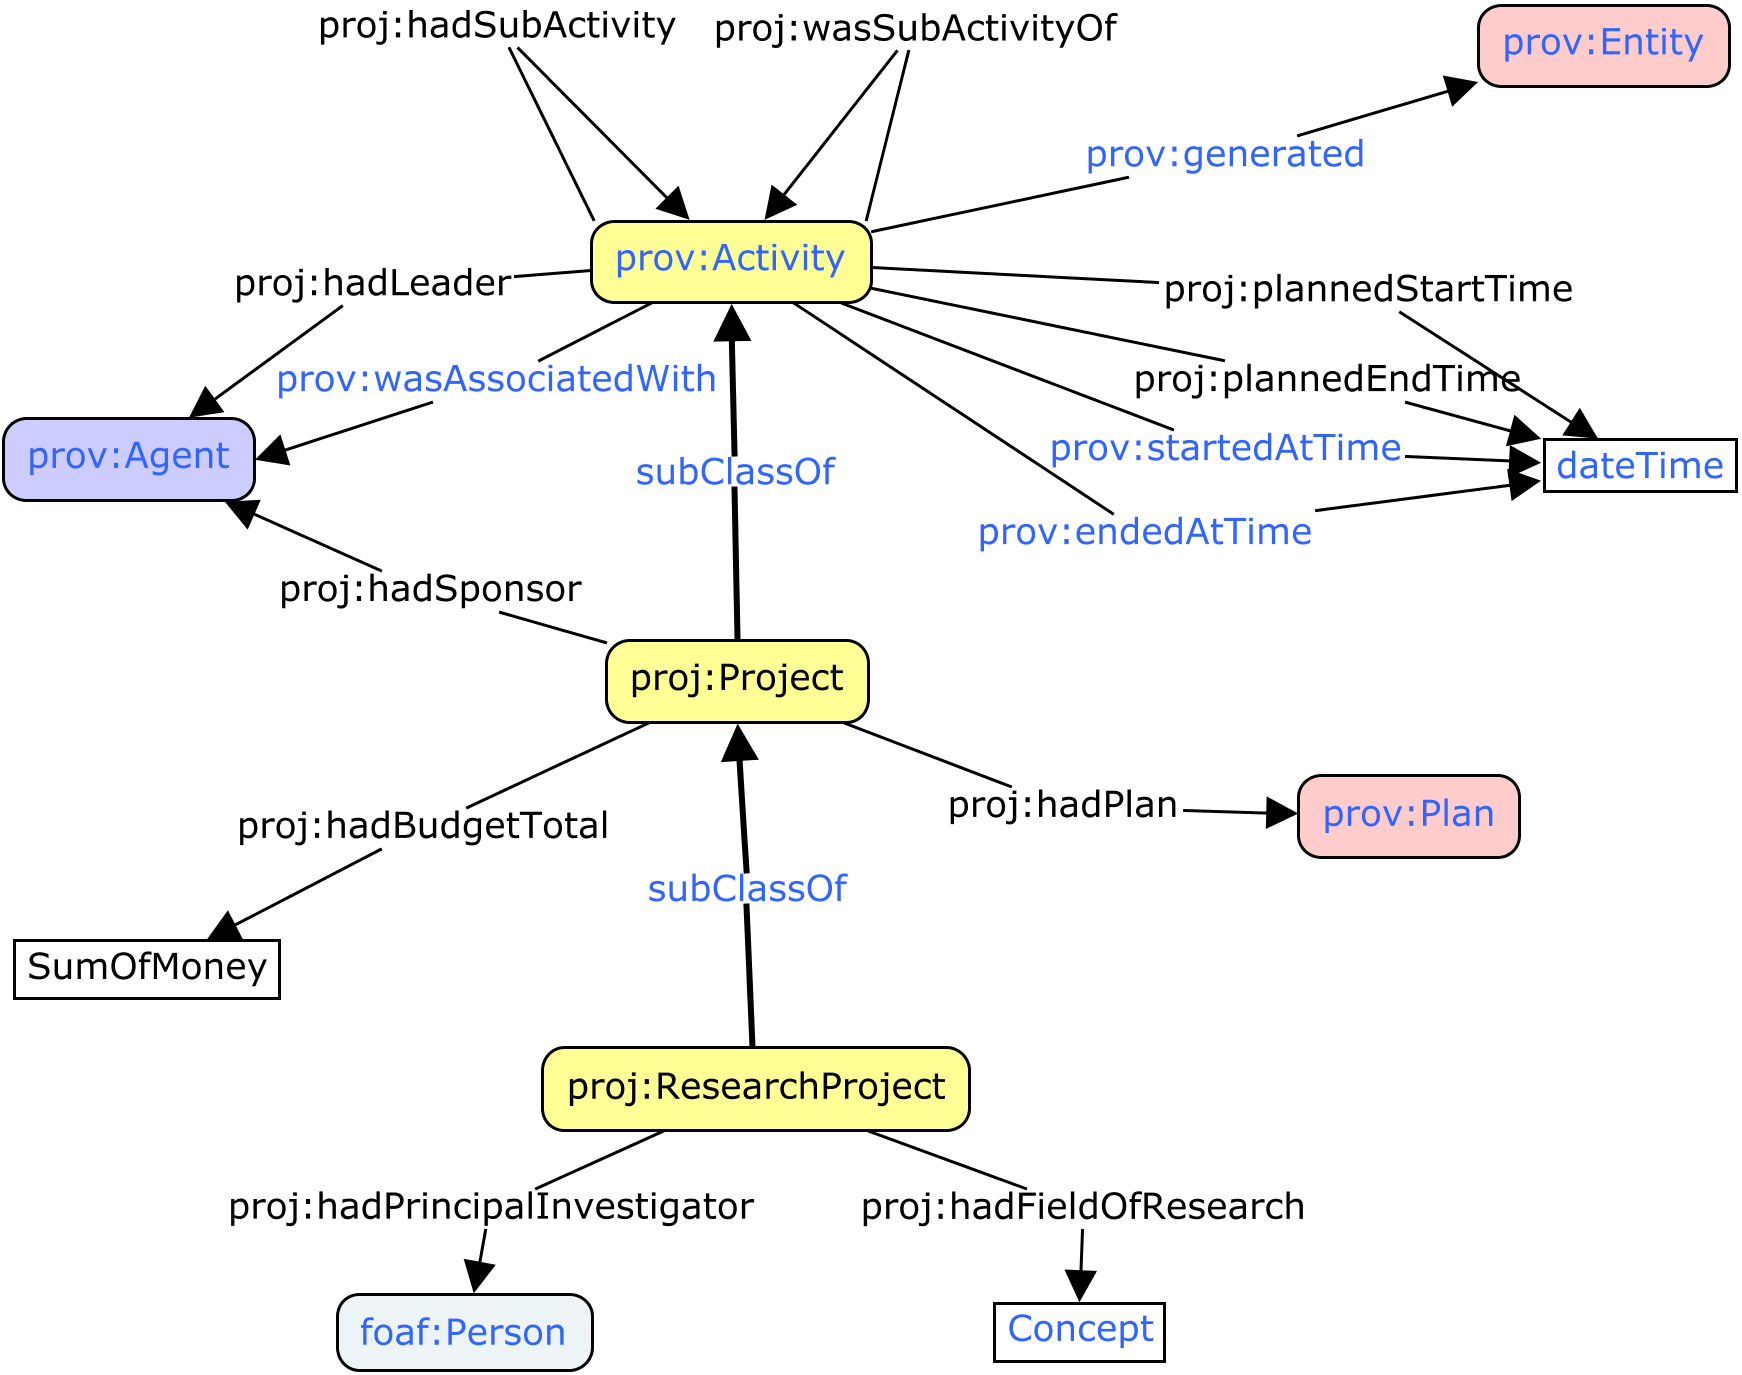 proj:hadSubActivity
proj:wasSubActivityOf
prov:Entity
prov:generated
prov:Activity
proj:hadLeader
proj:plannedStartTime
prov:wasAssociatedWith
proj:plannedEndTime
prov:Agent
subClassOf
prov:startedAtTime
dateTime
prov:endedAtTime
proj:hadSponsor
proj:Project
proj:hadBudgetTotal
proj:hadPlan
prov:Plan
subClassOf
SumOfMoney
proj:ResearchProject
proj:hadPrincipalInvestigator
proj:hadFieldOfResearch
foaf:Person
Concept